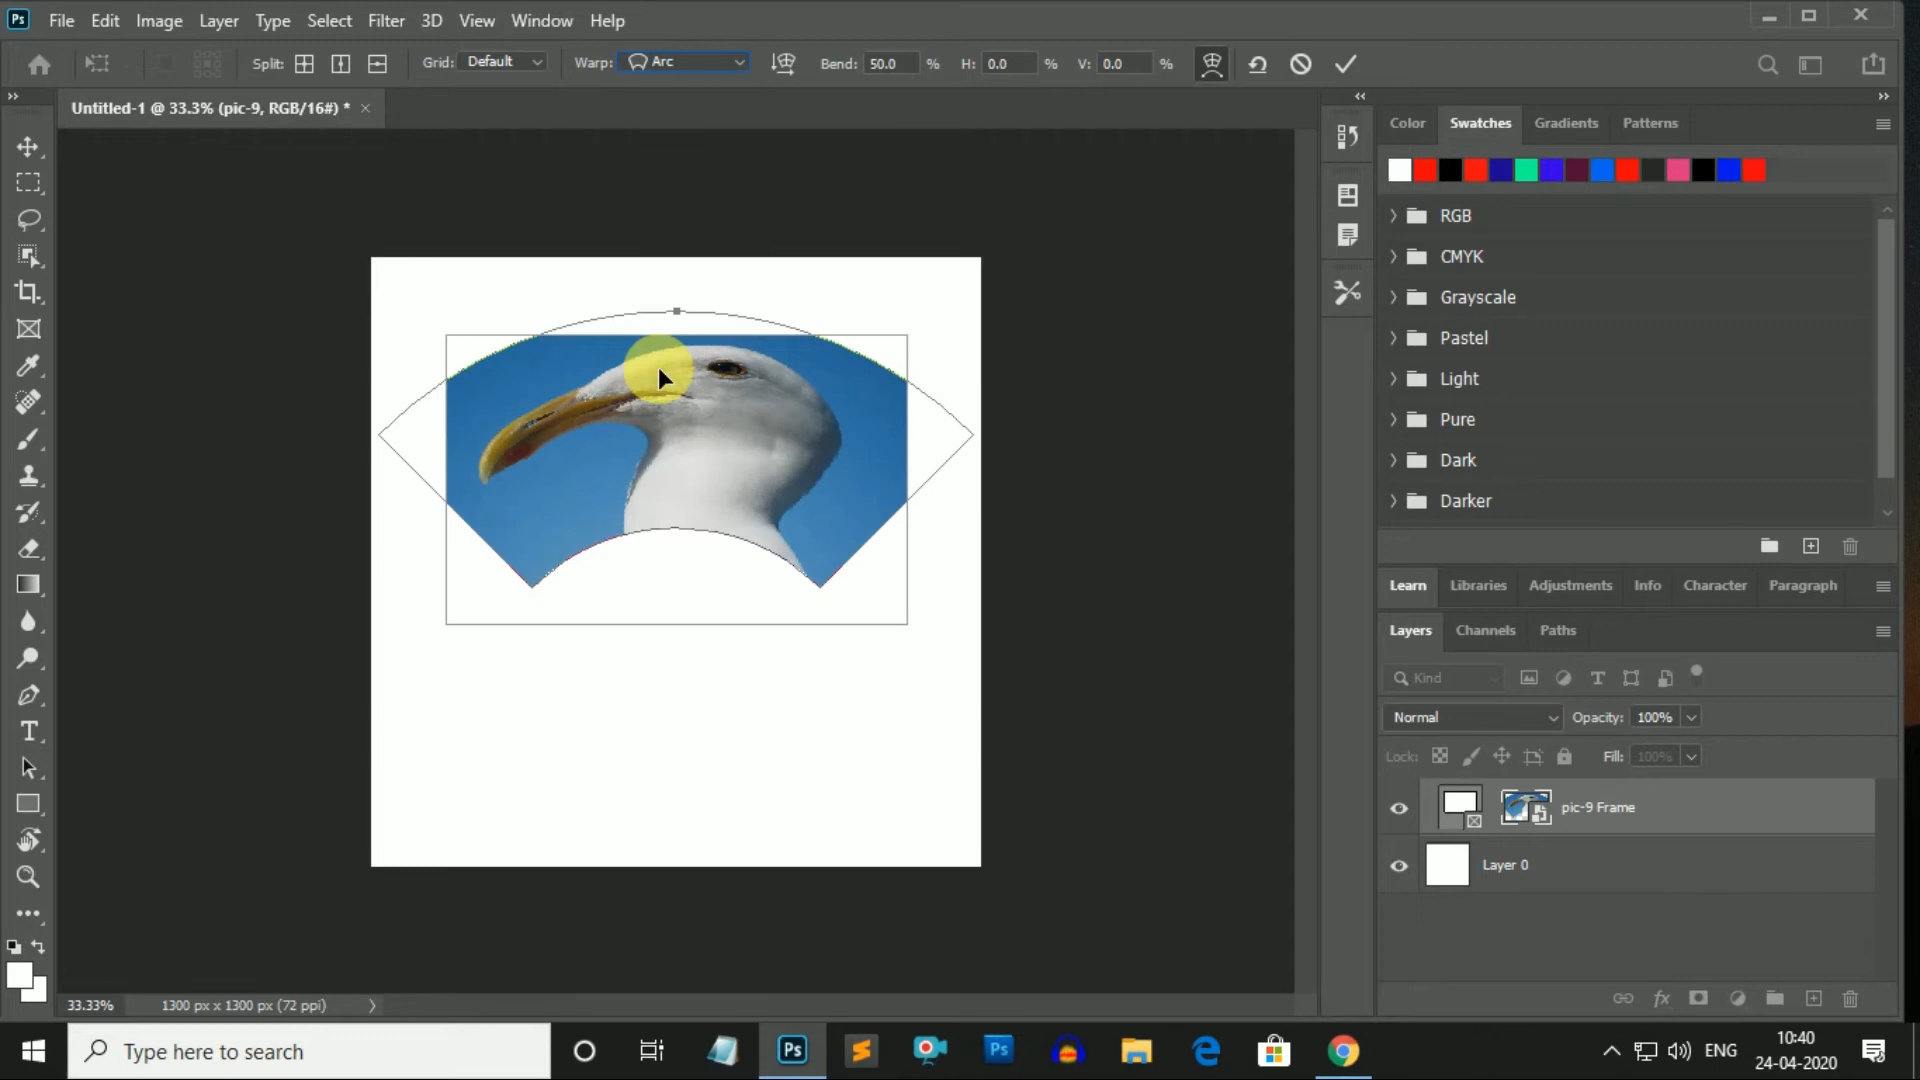 Ps File Edit Image Layer Type Select Filter 3D View Window Help
Split: Grid: Default Warp: Arc Bend: 50.0 % H: 0.0 % V: 0.0 %
Untitled-1 @ 33.3% (pic-9, RGB/16#) * ×
Color Swatches Gradients Patterns
RGB
CMYK
Grayscale
Pastel
Light
Pure
Dark
Darker
Learn Libraries Adjustments Info Character Paragraph
Layers Channels Paths
Kind
Normal Opacity: 100%
Lock: Fill: 100%
pic-9 Frame
Layer 0
33.33% 1300 px x 1300 px (72 ppi)
Type here to search
Ps
Ps
ENG
10:40
24-04-2020